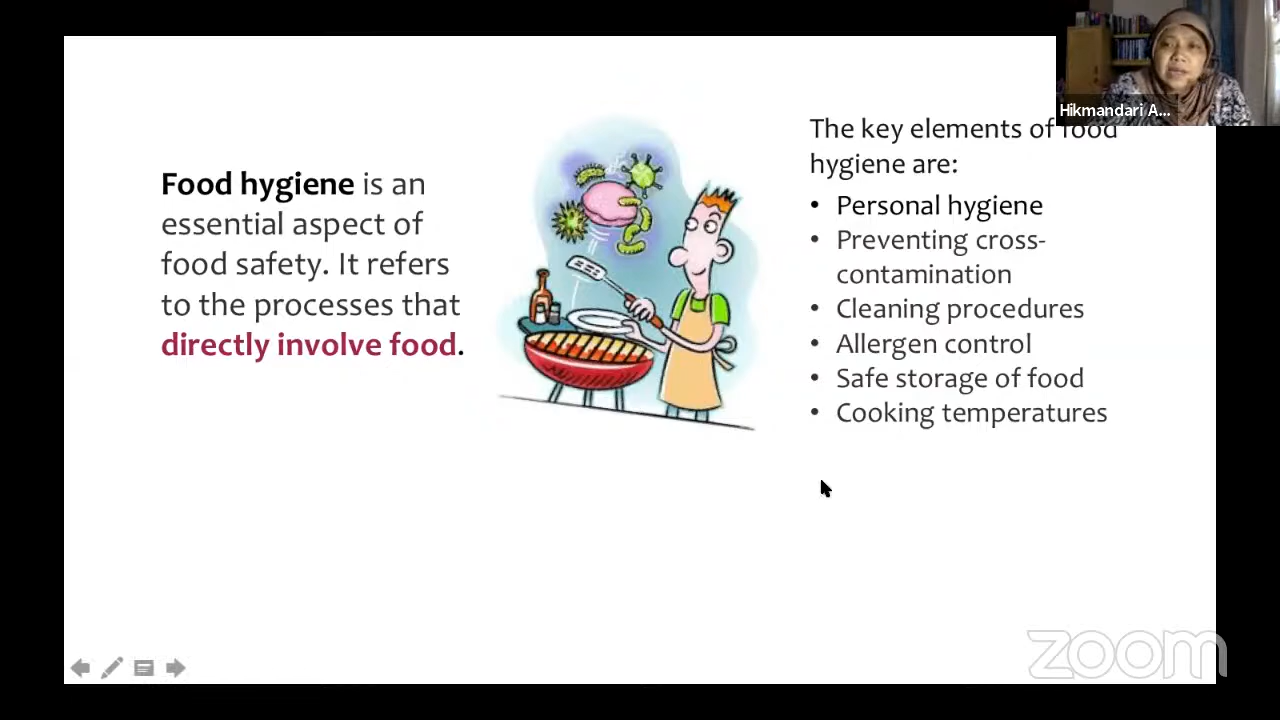 Hikmandari A...
Food hygiene is an
essential aspect of
food safety. It refers
to the processes that
directly involve food.
The key elements of food
hygiene are:
• Personal hygiene
• Preventing cross-
contamination
• Cleaning procedures
• Allergen control
• Safe storage of food
• Cooking temperatures
zoom